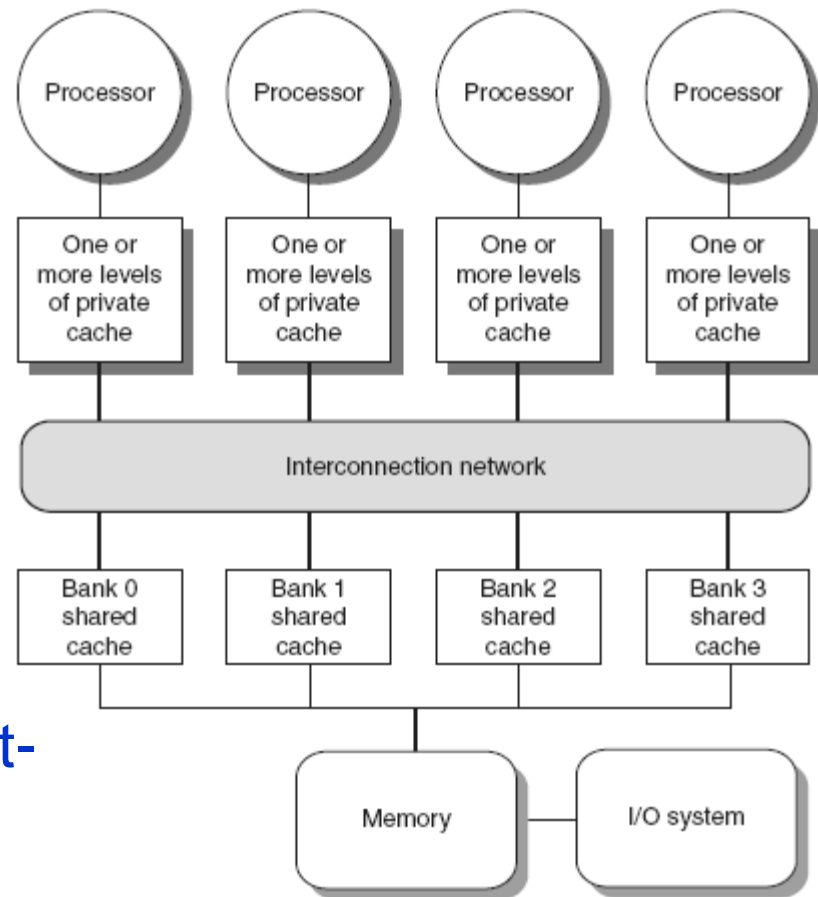 Processor
Processor
Processor
Processor
One or
more levels
of private
cache
One or
more levels
of private
cache
One or
more levels
of private
cache
One or
more levels
of private
cache
Interconnection network
Bank 0
shared
cache
Bank 1
shared
cache
Bank 2
shared
cache
Bank 3
shared
cache
t-
Memory
I/O system